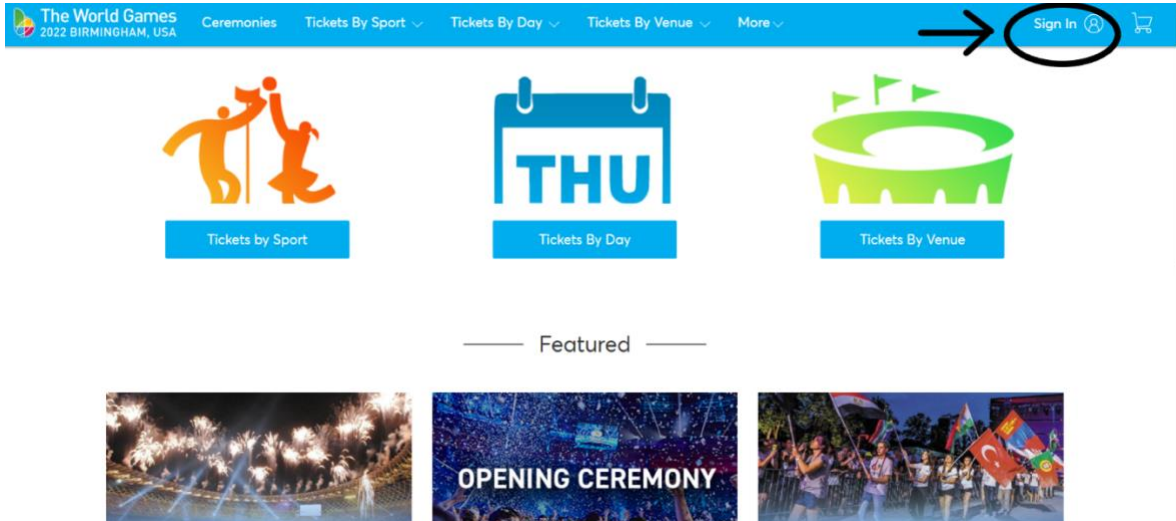 The World Games
2022 BIRMINGHAM, USA
Ceremonies
Tickets By Sport
Tickets By Day
Tickets By Venue
More
Sign In
THU
Tickets by Sport
Tickets By Day
Tickets By Venue
Featured
OPENING CEREMONY